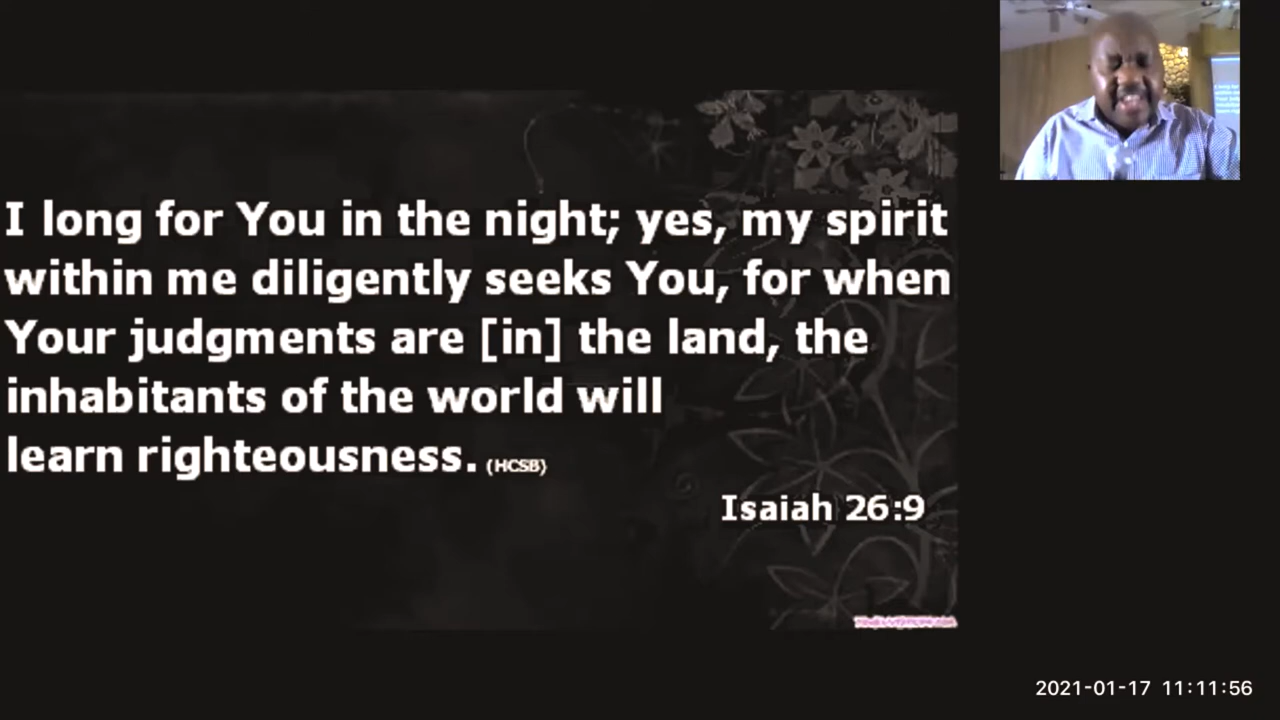 I long for You in the night; yes, my spirit
within me diligently seeks You, for when
Your judgments are [in] the land, the
inhabitants of the world will
learn righteousness. (HCSB)
Isaiah 26:9
2021-01-17 11:11:56